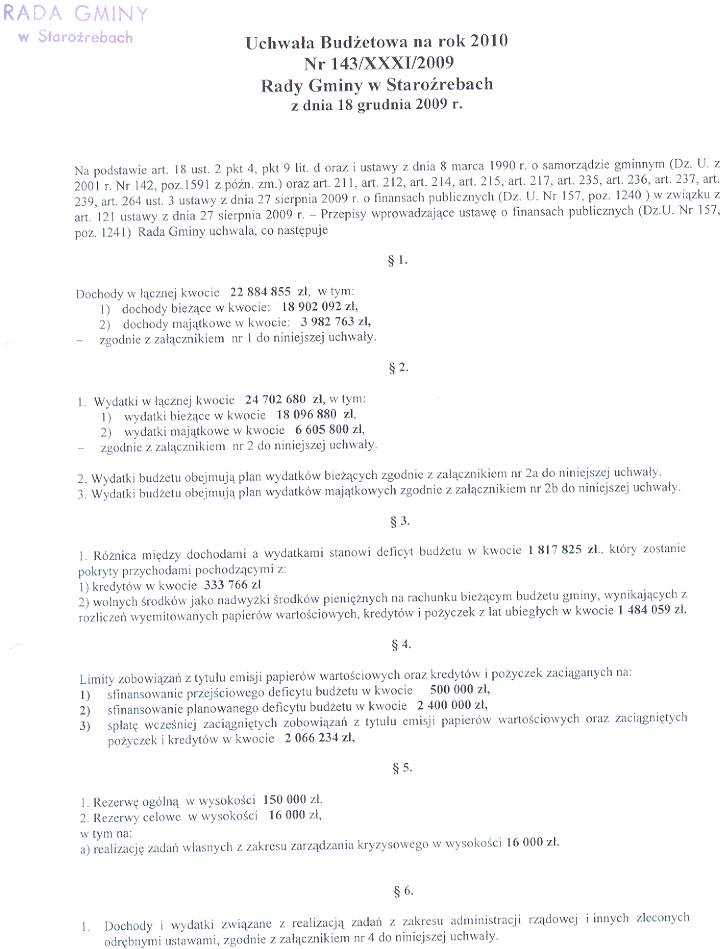 RADA GMINY
w Staroźrebach
Uchwała Budżetowa na rok 2010
Nr 143/XXXI/2009
Rady Gminy w Staroźrebach
z dnia 18 grudnia 2009 r.
Na podstawie art. 18 ust. 2 pkt 4, pkt 9 lit. d oraz i ustawy z dnia 8 marca 1990 r. o samorządzie gminnym (Dz. U. z
2001 r. Nr 142, poz.1591 z późn. zm.) oraz art. 211, art. 212, art. 214, art. 215, art. 217, art. 235, art. 236, art. 237, art.
239, art. 264 ust. 3 ustawy z dnia 27 sierpnia 2009 r. o finansach publicznych (Dz. U. Nr 157, poz. 1240 ) w związku z
art. 121 ustawy z dnia 27 sierpnia 2009 r. – Przepisy wprowadzające ustawę o finansach publicznych (Dz.U. Nr 157,
poz. 1241) Rada Gminy uchwala, co następuje
§ 1.
Dochody w łącznej kwocie 22 884 855 zł, w tym:
1) dochody bieżące w kwocie: 18 902 092 zł,
2) dochody majątkowe w kwocie: 3 982 763 zł,
– zgodnie z załącznikiem nr 1 do niniejszej uchwały.
§ 2.
1. Wydatki w łącznej kwocie 24 702 680 zł, w tym:
1) wydatki bieżące w kwocie 18 096 880 zł,
2) wydatki majątkowe w kwocie 6 605 800 zł,
– zgodnie z załącznikiem nr 2 do niniejszej uchwały.
2. Wydatki budżetu obejmują plan wydatków bieżących zgodnie z załącznikiem nr 2a do niniejszej uchwały.
3. Wydatki budżetu obejmują plan wydatków majątkowych zgodnie z załącznikiem nr 2b do niniejszej uchwały.
§ 3.
1. Różnica między dochodami a wydatkami stanowi deficyt budżetu w kwocie 1 817 825 zł., który zostanie
pokryty przychodami pochodzącymi z:
1) kredytów w kwocie 333 766 zł
2) wolnych środków jako nadwyżki środków pieniężnych na rachunku bieżącym budżetu gminy, wynikających z
rozliczeń wyemitowanych papierów wartościowych, kredytów i pożyczek z lat ubiegłych w kwocie 1 484 059 zł.
§ 4.
Limity zobowiązań z tytułu emisji papierów wartościowych oraz kredytów i pożyczek zaciąganych na:
1) sfinansowanie przejściowego deficytu budżetu w kwocie 500 000 zł,
2) sfinansowanie planowanego deficytu budżetu w kwocie 2 400 000 zł,
3) spłatę wcześniej zaciągniętych zobowiązań z tytułu emisji papierów wartościowych oraz zaciągniętych
pożyczek i kredytów w kwocie 2 066 234 zł,
§ 5.
1. Rezerwę ogólną w wysokości 150 000 zł.
2. Rezerwy celowe w wysokości 16 000 zł,
w tym na:
a) realizację zadań własnych z zakresu zarządzania kryzysowego w wysokości 16 000 zł.
§ 6.
1. Dochody i wydatki związane z realizacją zadań z zakresu administracji rządowej i innych zleconych
odrębnymi ustawami, zgodnie z załącznikiem nr 4 do niniejszej uchwały.